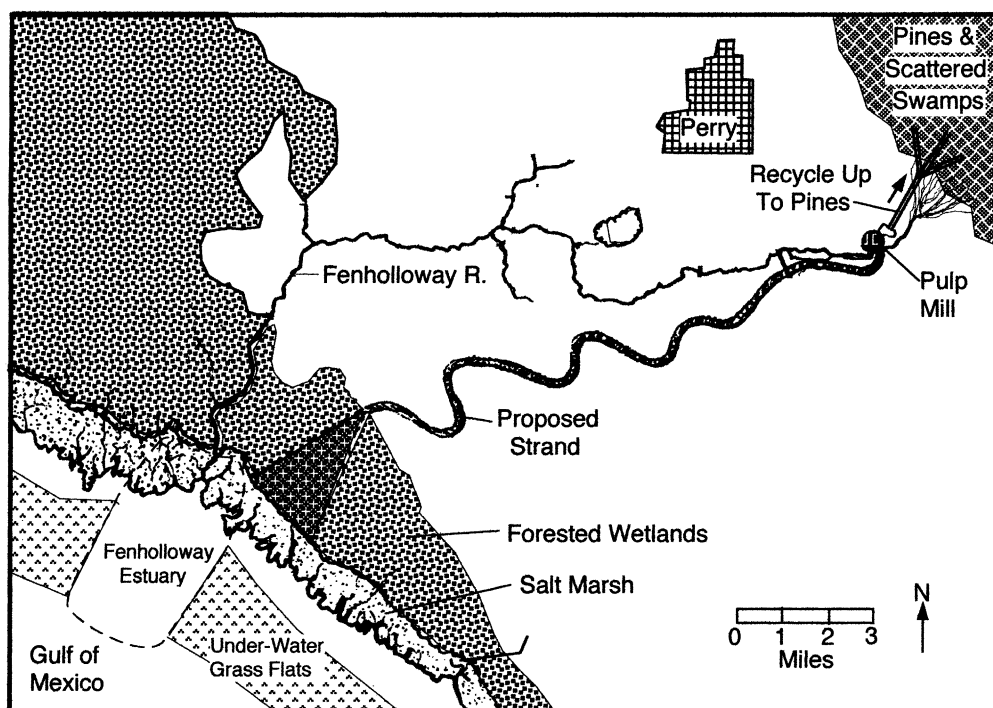 Pines &
Scattered
Swamps
Perry
Recycle Up
To Pines
Fenholloway R.
Pulp
Mill
Proposed
Strand
Forested Wetlands
Fenholloway
Estuary
Salt Marsh
N
0 1 2 3
Miles
Under-Water
Grass Flats
Gulf of
Mexico